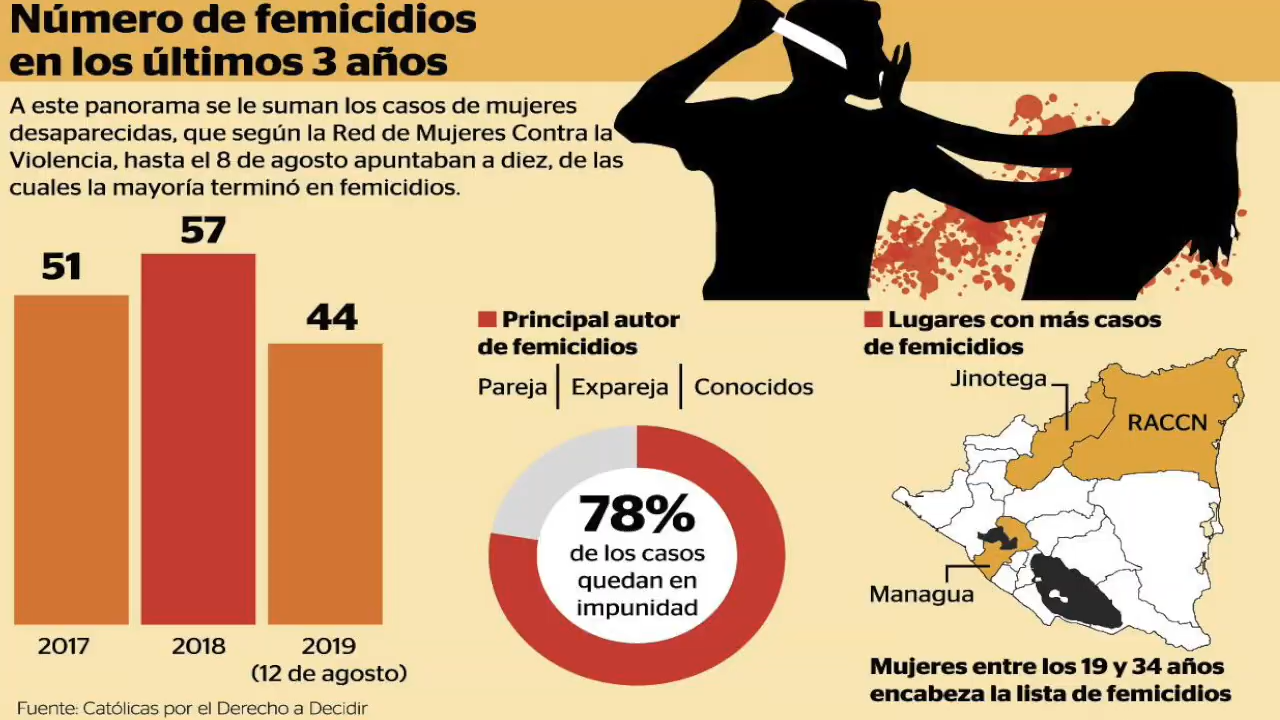 Número de femicidios
en los últimos 3 años
A este panorama se le suman los casos de mujeres
desaparecidas, que según la Red de Mujeres Contra la
Violencia, hasta el 8 de agosto apuntaban a diez, de las
cuales la mayoría terminó en femicidios.
51
57
44
2017
2018
2019
(12 de agosto)
Fuente: Católicas por el Derecho a Decidir
Principal autor
de femicidios
Pareja | Expareja | Conocidos
78%
de los casos
quedan en
impunidad
Lugares con más casos
de femicidios
Jinotega
RACCN
Managua
Mujeres entre los 19 y 34 años
encabeza la lista de femicidios